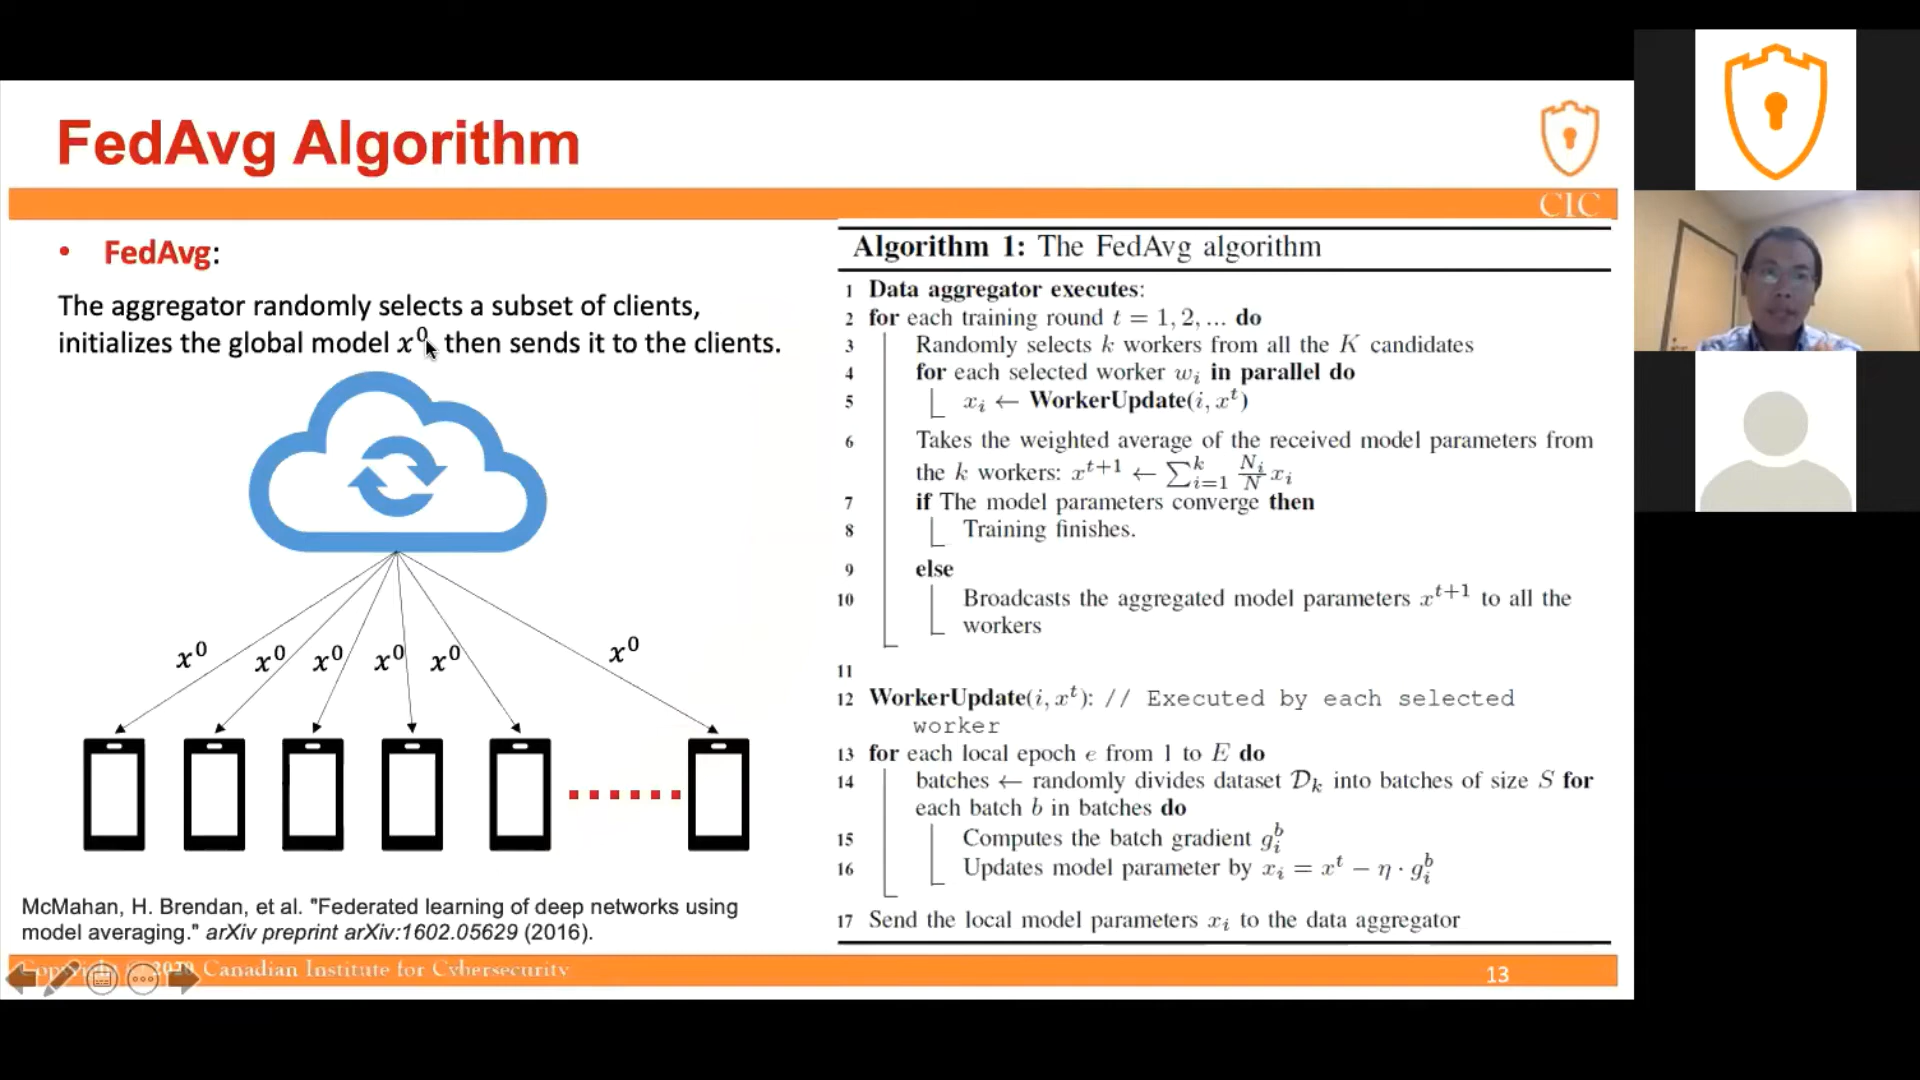 FedAvg Algorithm
CIC
• FedAvg:
The aggregator randomly selects a subset of clients,
initializes the global model x⁰, then sends it to the clients.
x⁰ x⁰ x⁰ x⁰ x⁰ x⁰
McMahan, H. Brendan, et al. "Federated learning of deep networks using
model averaging." arXiv preprint arXiv:1602.05629 (2016).
Algorithm 1: The FedAvg algorithm
1 Data aggregator executes:
2 for each training round t = 1, 2, ... do
3 Randomly selects k workers from all the K candidates
4 for each selected worker wᵢ in parallel do
5 xᵢ ← WorkerUpdate(i, xᵗ)
6 Takes the weighted average of the received model parameters from
the k workers: xᵗ⁺¹ ← ∑ᵢ₌₁ᵏ Nᵢ/N xᵢ
7 if The model parameters converge then
8 Training finishes.
9 else
10 Broadcasts the aggregated model parameters xᵗ⁺¹ to all the
workers
11
12 WorkerUpdate(i, xᵗ): // Executed by each selected
worker
13 for each local epoch e from 1 to E do
14 batches ← randomly divides dataset 𝒟ₖ into batches of size S for
each batch b in batches do
15 Computes the batch gradient gᵢᵇ
16 Updates model parameter by xᵢ = xᵗ − η · gᵢᵇ
17 Send the local model parameters xᵢ to the data aggregator
Copyright © 2020 Canadian Institute for Cybersecurity
13